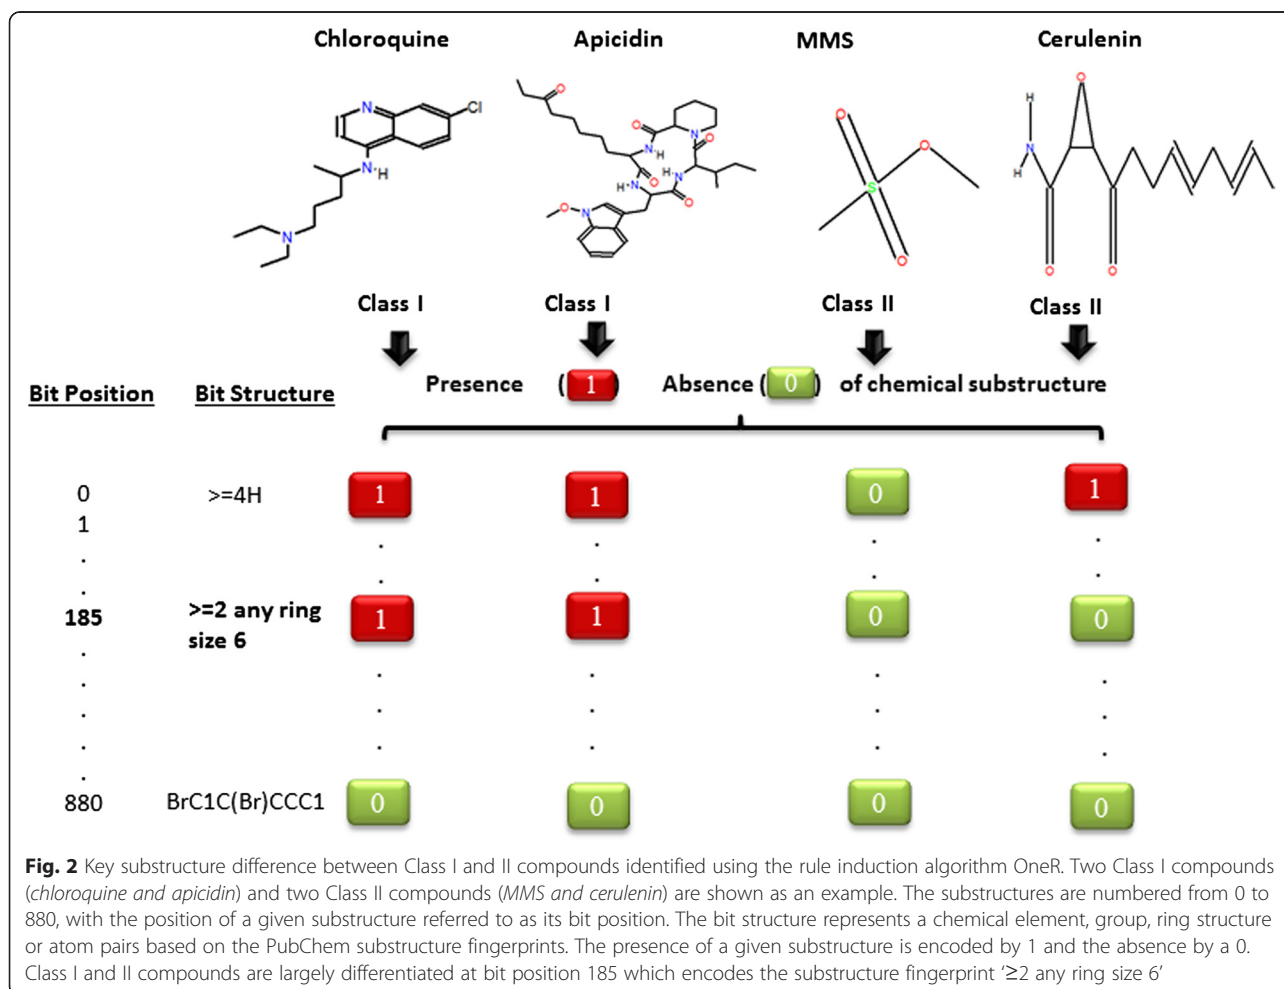 Chloroquine Apicidin MMS Cerulenin
N Cl
N H
N
O
O
O N
N H
O
N
H N
H N
O
O
O N
O
O
S
O
O
H
N
H
O
O
Class I Class I Class II Class II
Presence (1) Absence (0) of chemical substructure
Bit Position Bit Structure
0 >=4H 1 1 0 1
1
. . . . .
. . . . .
185 >=2 any ring size 6 1 1 0 0
. . . . .
. . . . .
. . . . .
.
.
880 BrC1C(Br)CCC1 0 0 0 0
Fig. 2 Key substructure difference between Class I and II compounds identified using the rule induction algorithm OneR. Two Class I compounds
(chloroquine and apicidin) and two Class II compounds (MMS and cerulenin) are shown as an example. The substructures are numbered from 0 to
880, with the position of a given substructure referred to as its bit position. The bit structure represents a chemical element, group, ring structure
or atom pairs based on the PubChem substructure fingerprints. The presence of a given substructure is encoded by 1 and the absence by a 0.
Class I and II compounds are largely differentiated at bit position 185 which encodes the substructure fingerprint ‘≥2 any ring size 6’